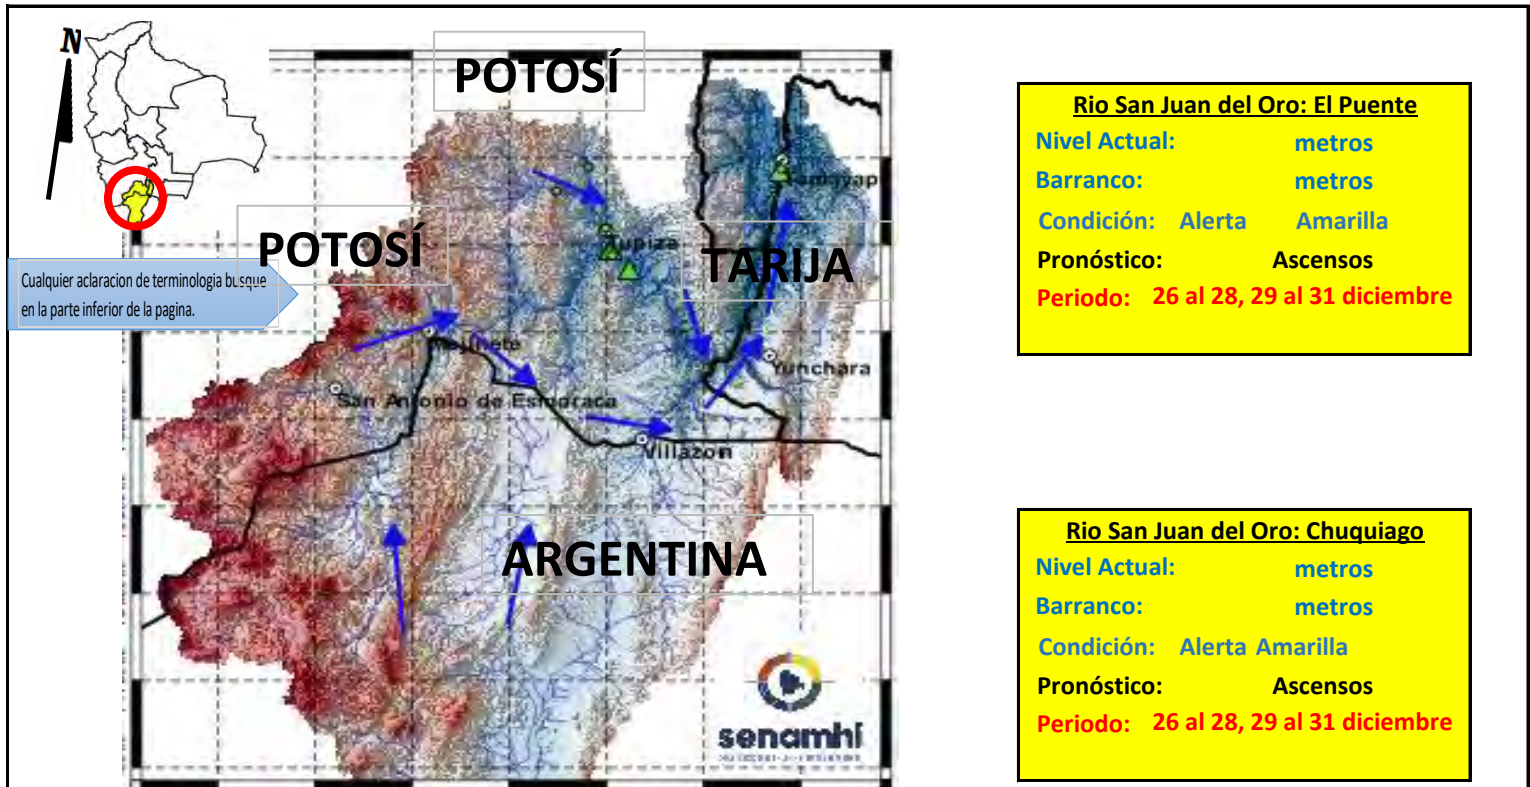 N
POTOSÍ
POTOSÍ
TARIJA
ARGENTINA
Cualquier aclaracion de terminologia busque
en la parte inferior de la pagina.
Tupiza
Yunchara
San Antonio de Esmoraca
Villazon
senamhi
Rio San Juan del Oro: El Puente
Nivel Actual: metros
Barranco: metros
Condición: Alerta Amarilla
Pronóstico: Ascensos
Periodo: 26 al 28, 29 al 31 diciembre
Rio San Juan del Oro: Chuquiago
Nivel Actual: metros
Barranco: metros
Condición: Alerta Amarilla
Pronóstico: Ascensos
Periodo: 26 al 28, 29 al 31 diciembre